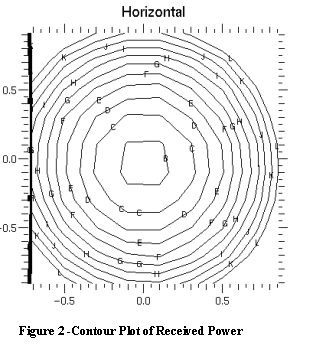 Horizontal
J I
K H J L
G
F I
H K
0.5 G E E
I D
F D H
C F G
J
C L
0.0 B
H I K
E E
G D
C C D
-0.5 F F G H
I
K J
J E I
H F
G G K
L H
-0.5 0.0 0.5
Figure 2 - Contour Plot of Received Power